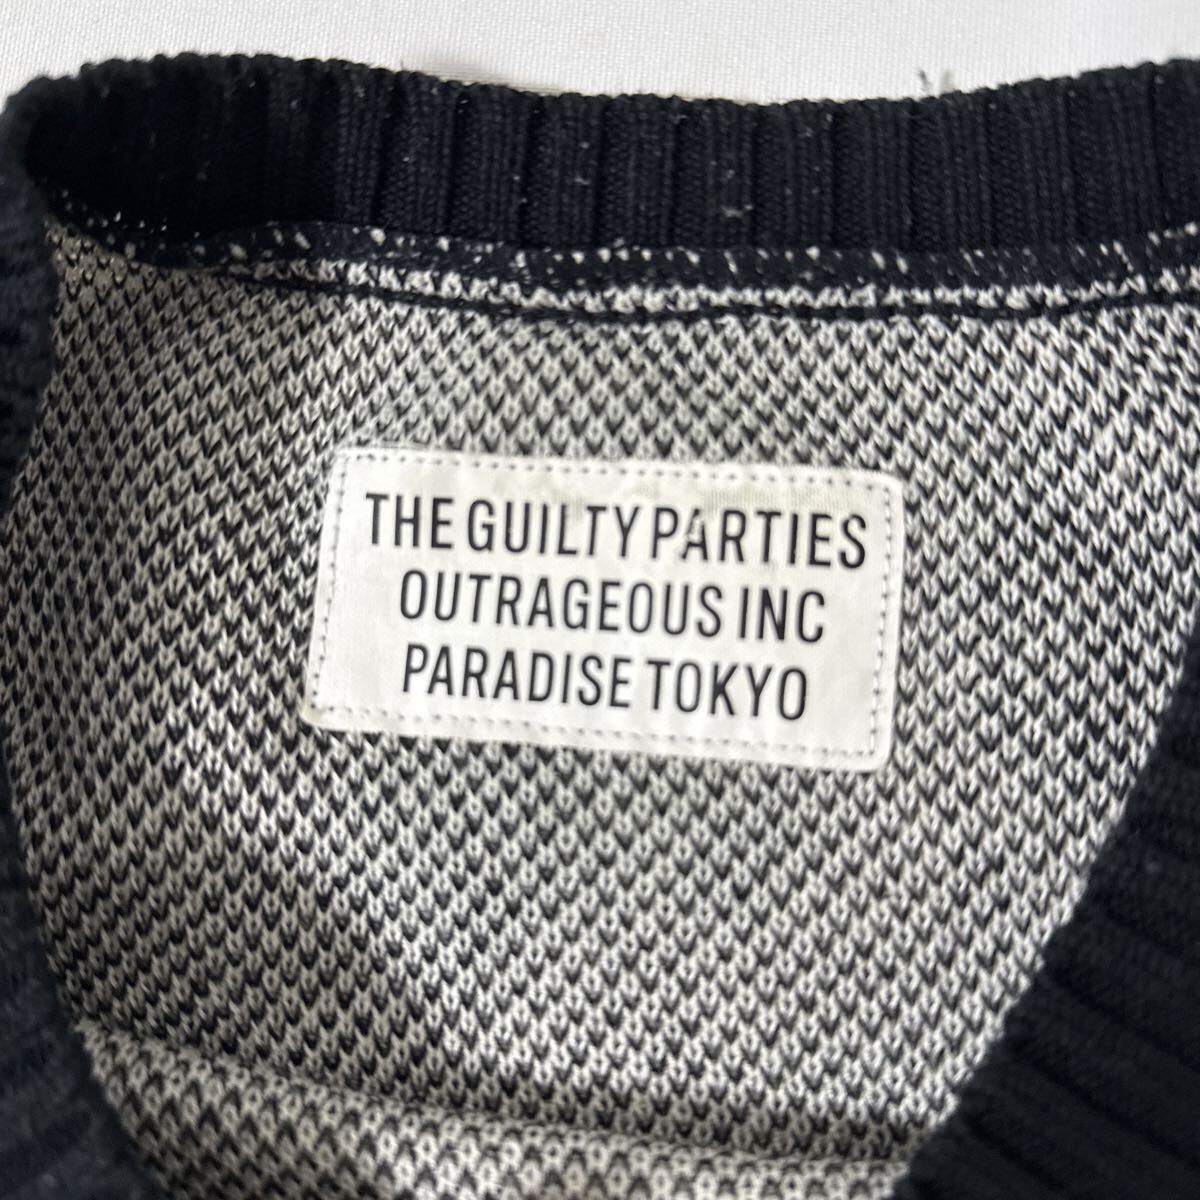 THE GUILTY PARTIES
OUTRAGEOUS INC
PARADISE TOKYO